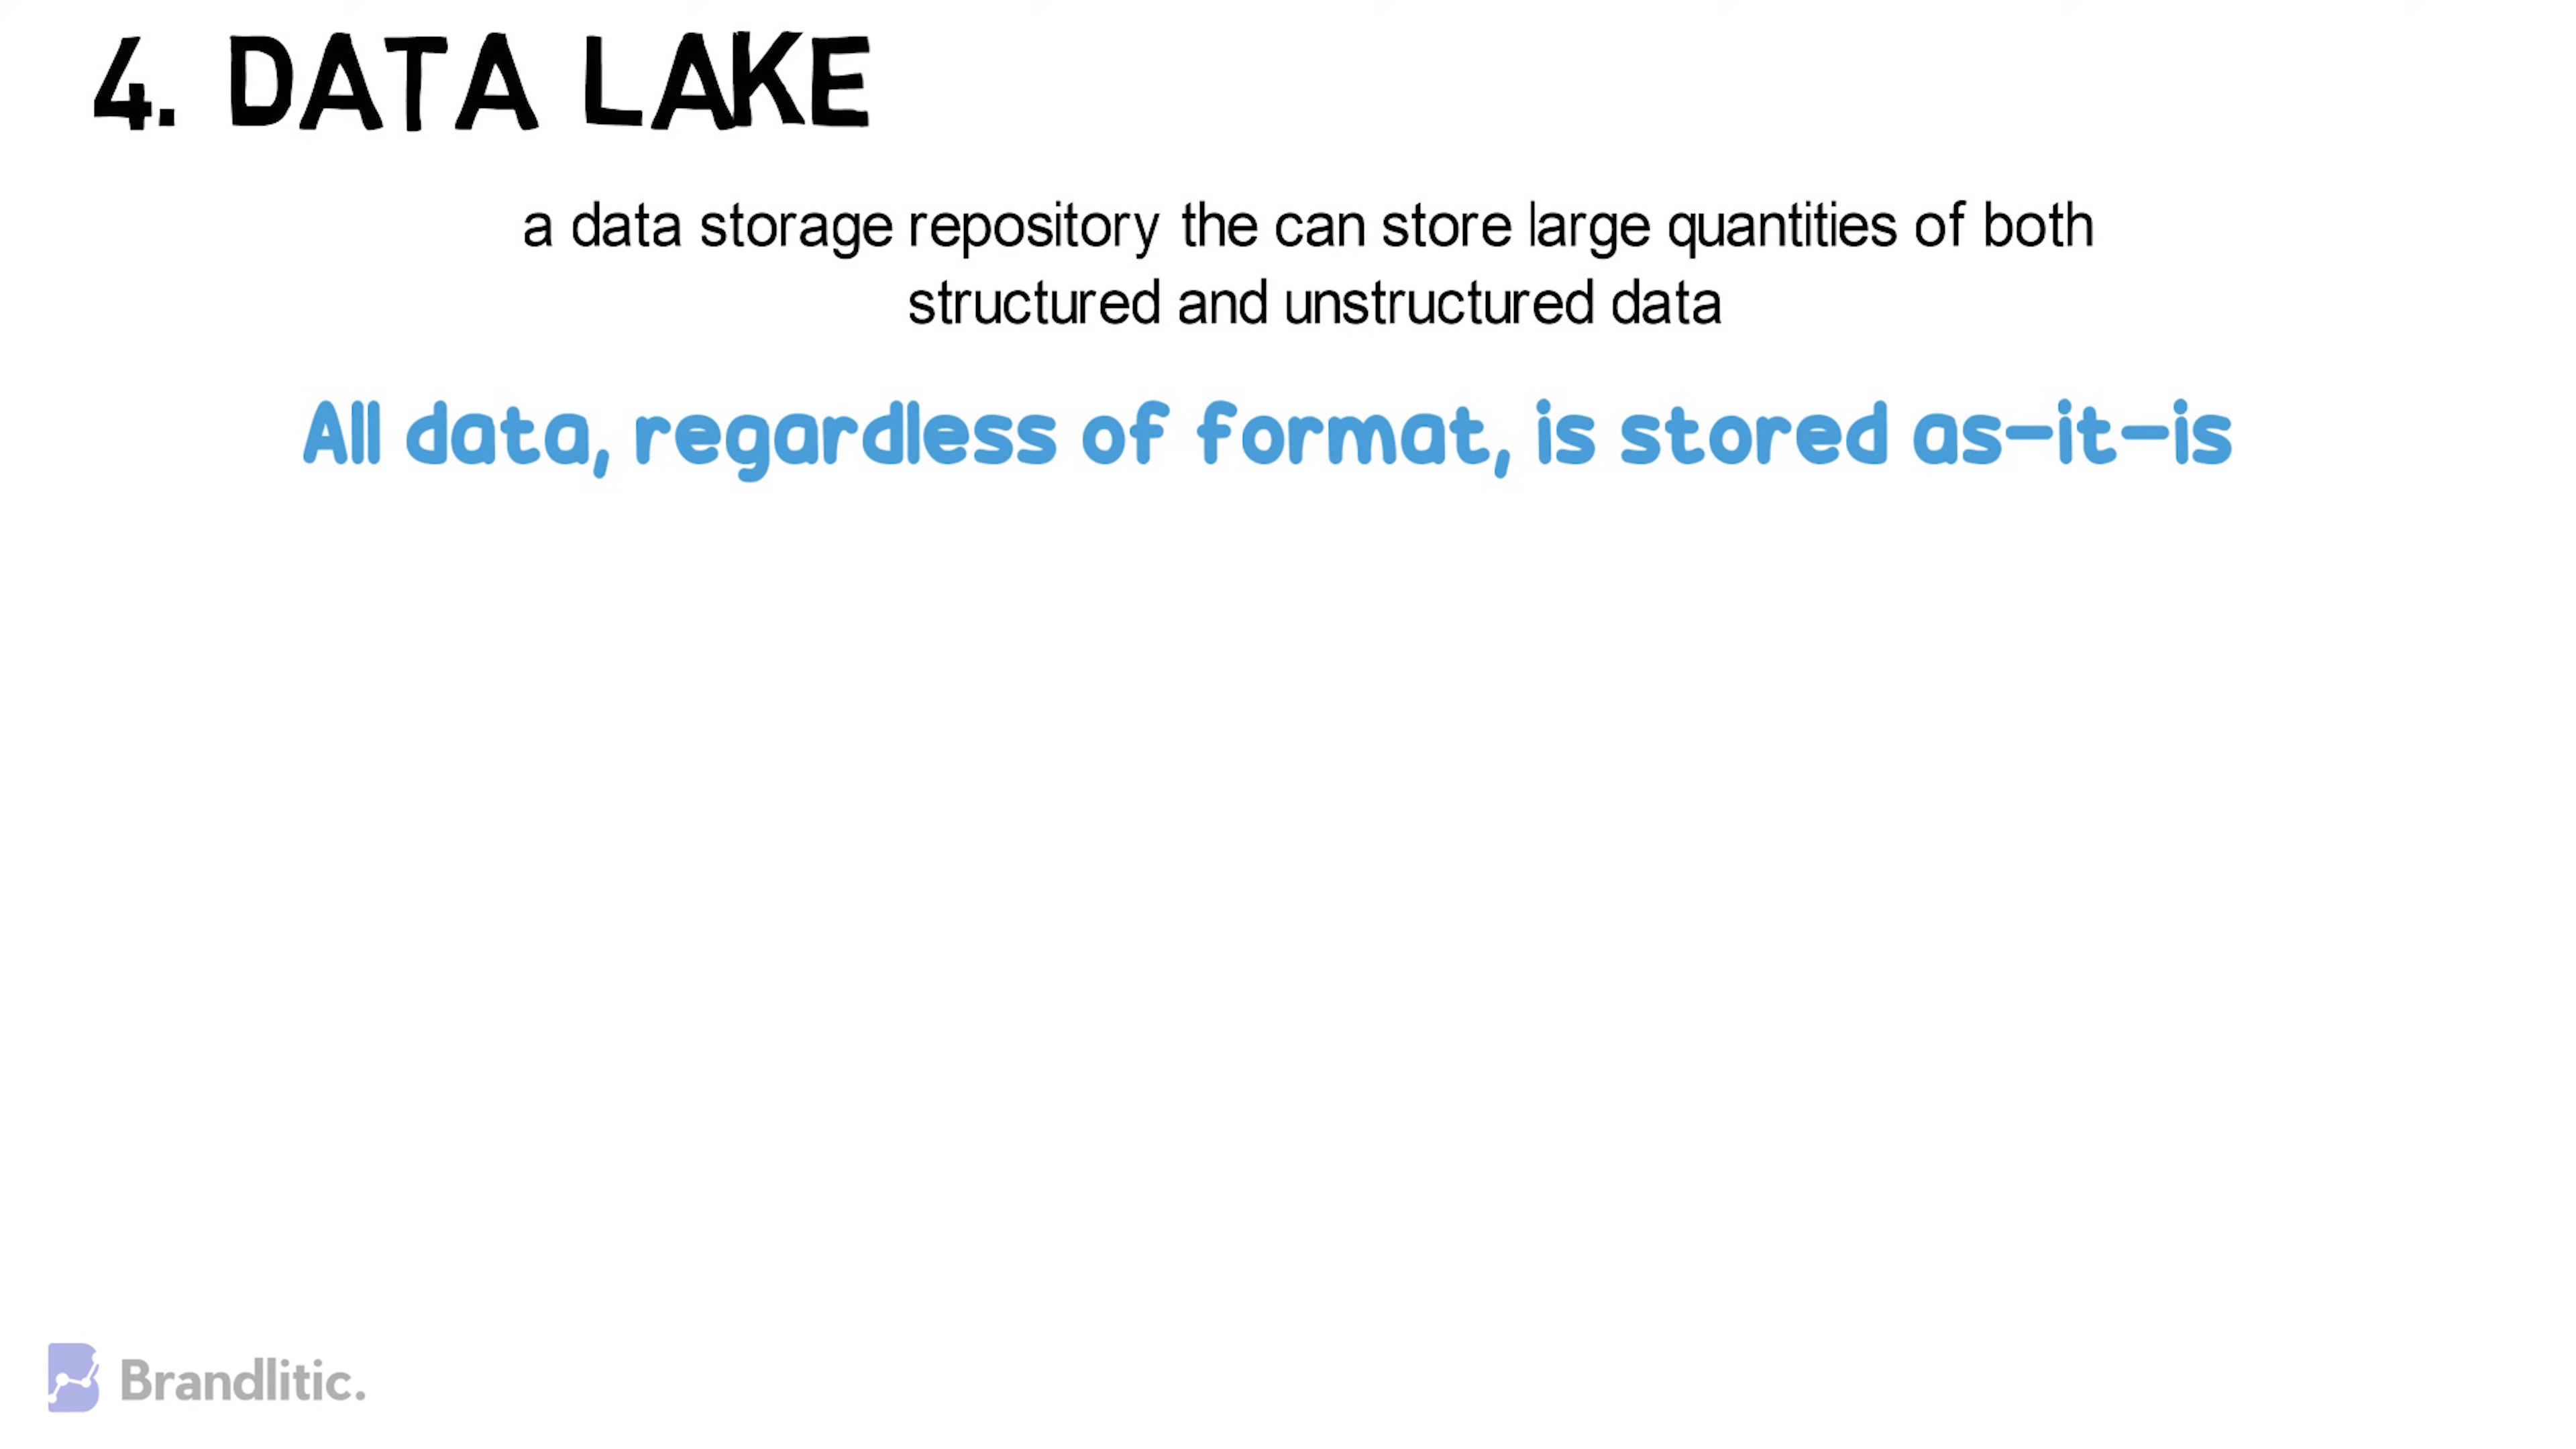 4. DATA LAKE
a data storage repository the can store large quantities of both
structured and unstructured data
All data, regardless of format, is stored as-it-is
Brandlitic.